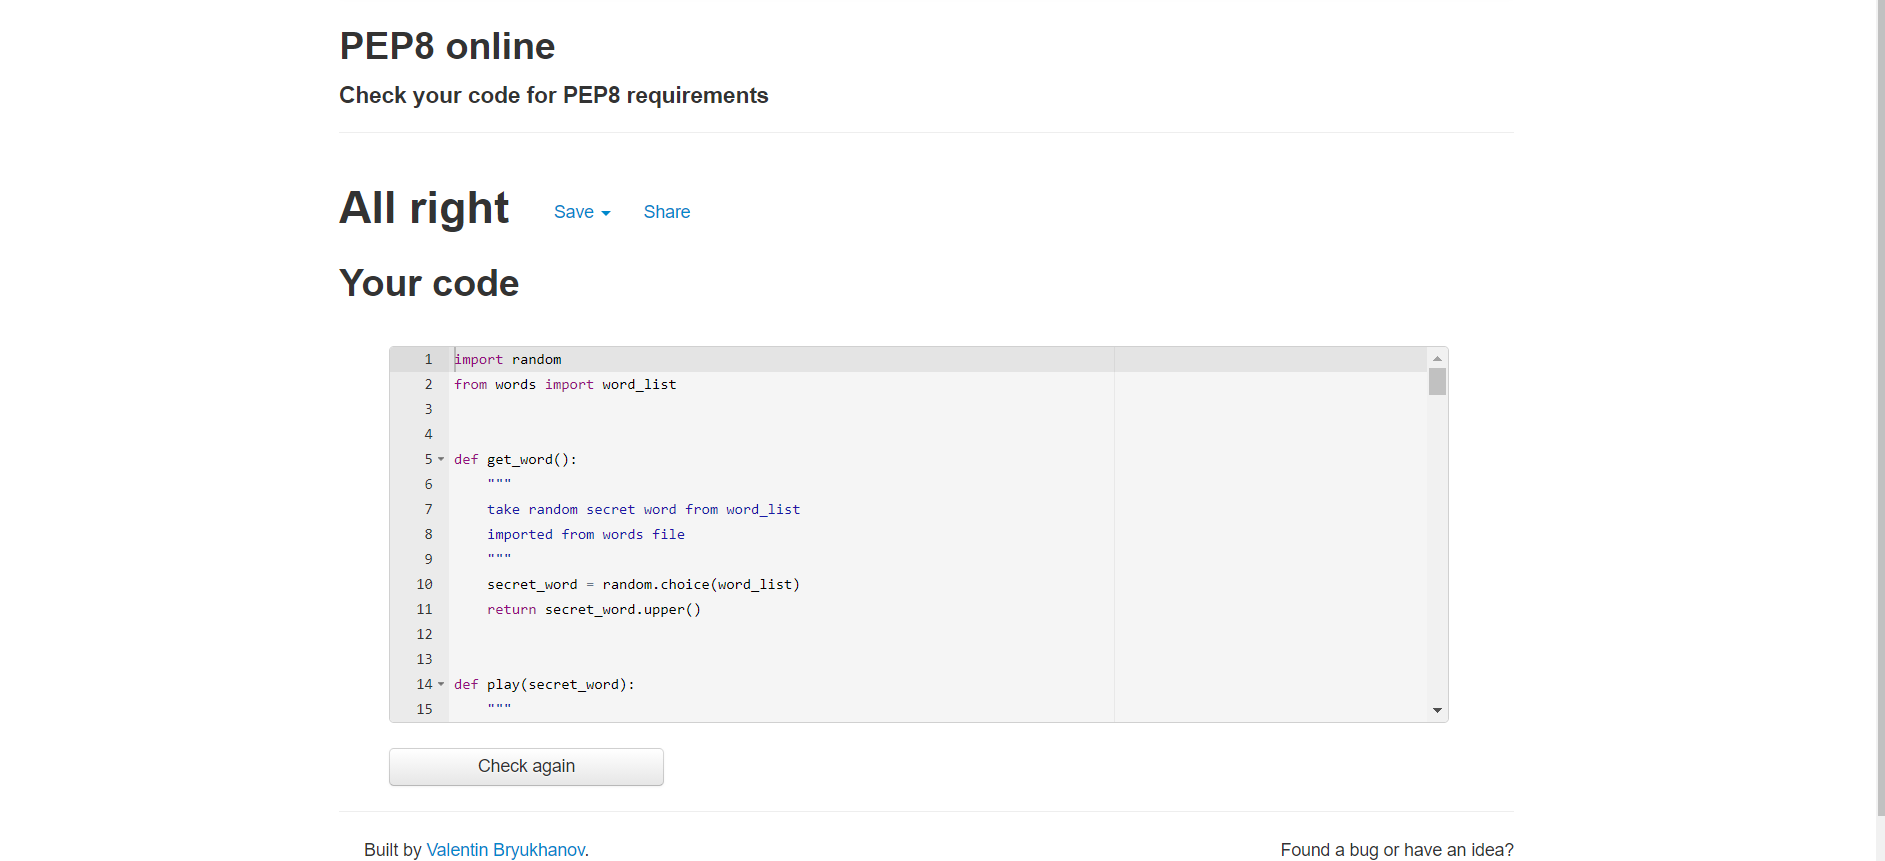 PEP8 online
Check your code for PEP8 requirements
All right Save Share
Your code
1 import random
2 from words import word_list
3
4
5 def get_word():
6     """
7     take random secret word from word_list
8     imported from words file
9     """
10     secret_word = random.choice(word_list)
11     return secret_word.upper()
12
13
14 def play(secret_word):
15     """
Check again
Built by Valentin Bryukhanov. Found a bug or have an idea?